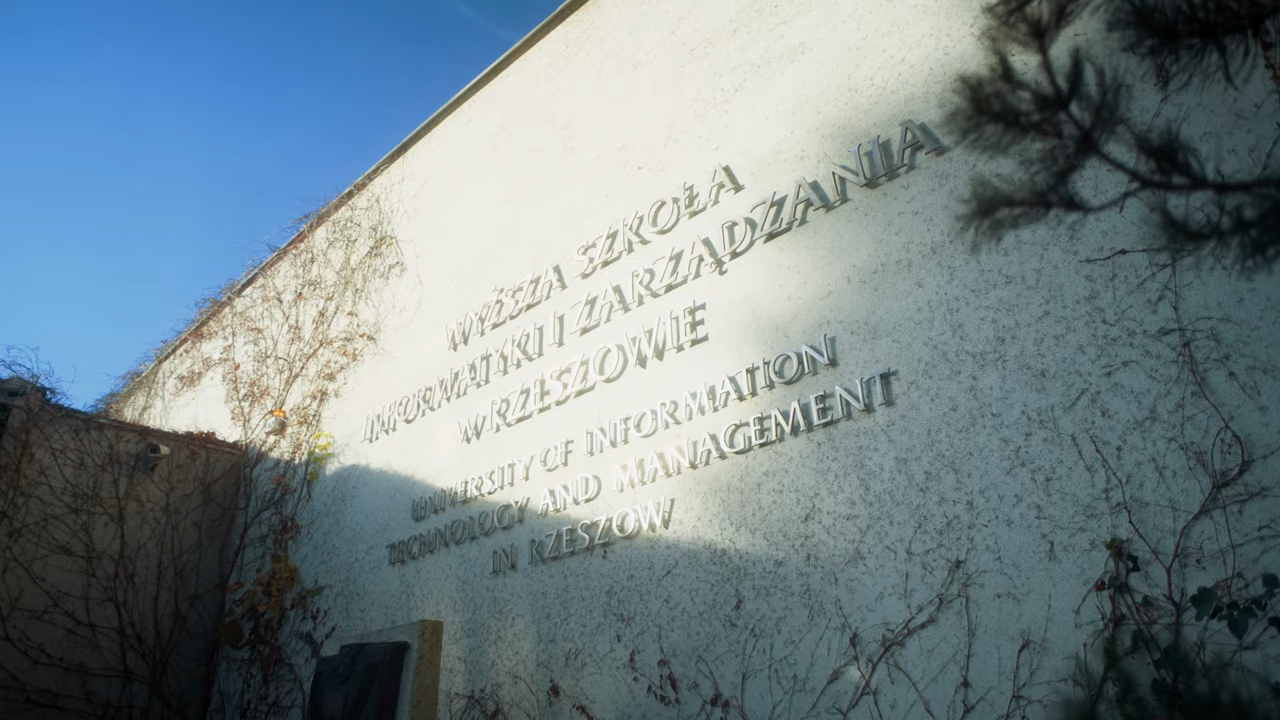 WYŻSZA SZKOŁA
INFORMATYKI I ZARZĄDZANIA
W RZESZOWIE
UNIVERSITY OF INFORMATION
TECHNOLOGY AND MANAGEMENT
IN RZESZOW